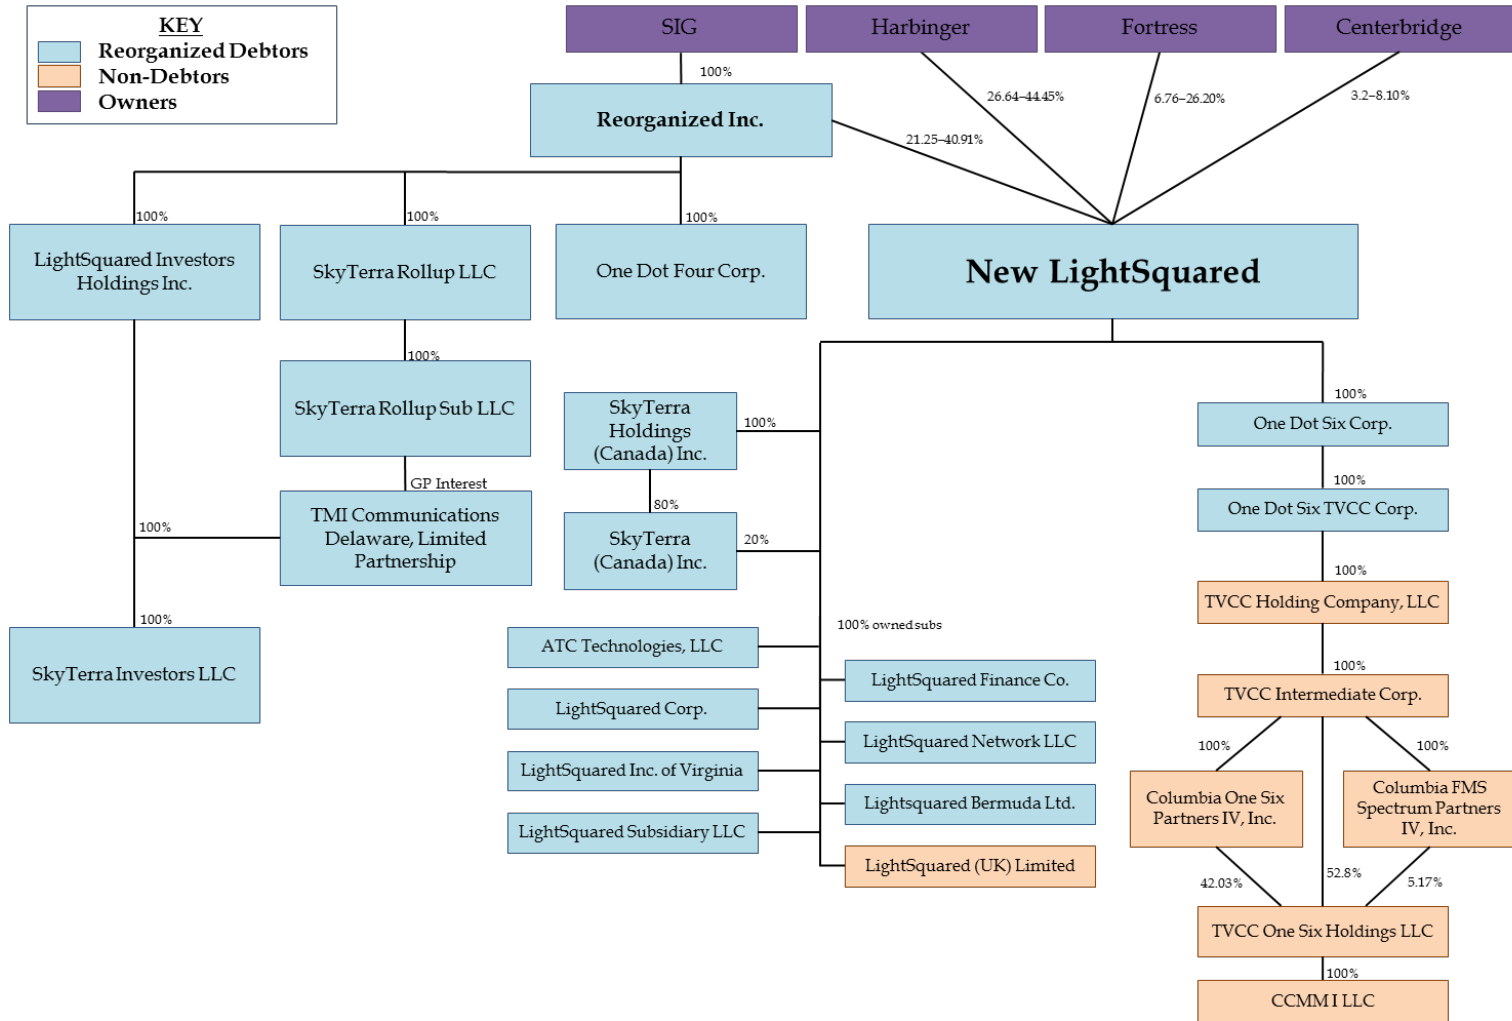 KEY
Reorganized Debtors
Non-Debtors
Owners
SIG
Harbinger
Fortress
Centerbridge
100%
26.64–44.45%
6.76–26.20%
3.2–8.10%
Reorganized Inc.
21.25–40.91%
100%
100%
100%
LightSquared Investors
Holdings Inc.
SkyTerra Rollup LLC
One Dot Four Corp.
New LightSquared
100%
SkyTerra Rollup Sub LLC
GP Interest
TMI Communications
Delaware, Limited
Partnership
100%
100%
SkyTerra Investors LLC
SkyTerra
Holdings
(Canada) Inc.
100%
80%
SkyTerra
(Canada) Inc.
20%
100% owned subs
ATC Technologies, LLC
LightSquared Finance Co.
LightSquared Corp.
LightSquared Network LLC
LightSquared Inc. of Virginia
Lightsquared Bermuda Ltd.
LightSquared Subsidiary LLC
LightSquared (UK) Limited
100%
One Dot Six Corp.
100%
One Dot Six TVCC Corp.
100%
TVCC Holding Company, LLC
100%
TVCC Intermediate Corp.
100%
100%
Columbia One Six
Partners IV, Inc.
Columbia FMS
Spectrum Partners
IV, Inc.
42.03%
52.8%
5.17%
TVCC One Six Holdings LLC
100%
CCMM I LLC